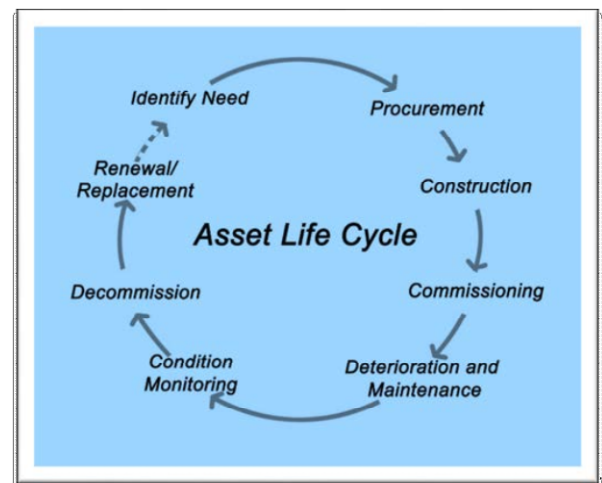 Identify Need
Procurement
Construction
Commissioning
Deterioration and
Maintenance
Condition
Monitoring
Decommission
Renewal/
Replacement
Asset Life Cycle